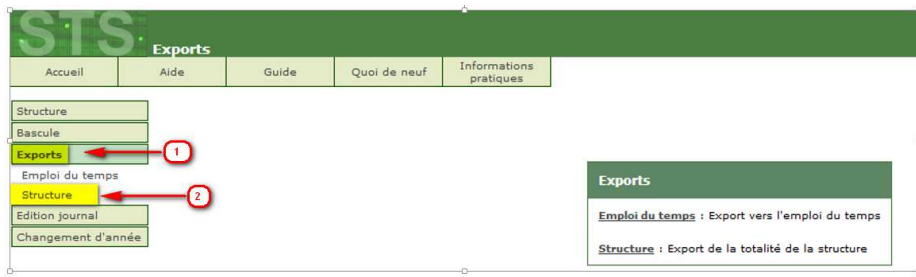 STS
Exports
Accueil
Aide
Guide
Quoi de neuf
Informations
pratiques
Structure
Bascule
Exports
1
Emploi du temps
Structure
2
Edition journal
Changement d'année
Exports
Emploi du temps : Export vers l'emploi du temps
Structure : Export de la totalité de la structure